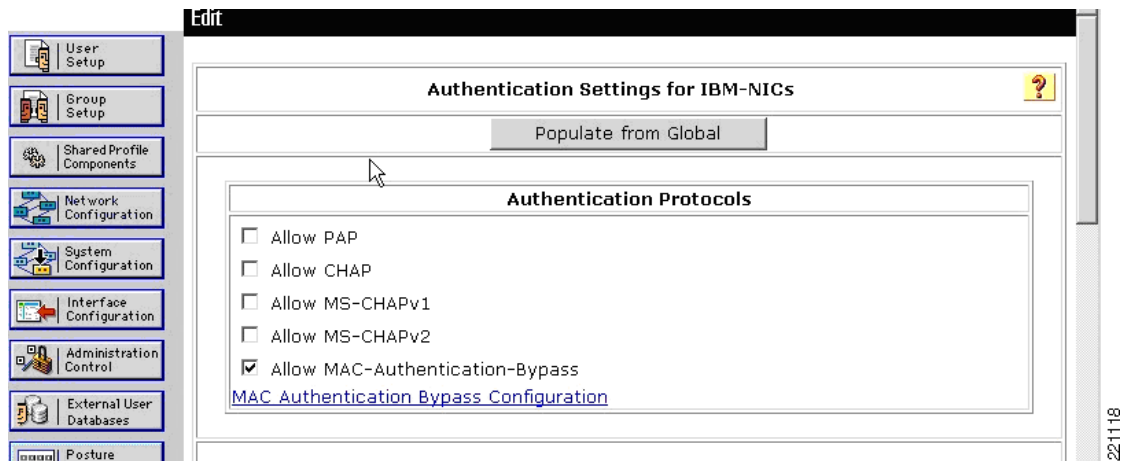 Edit
User
Setup
Group
Setup
Shared Profile
Components
Network
Configuration
System
Configuration
Interface
Configuration
Administration
Control
External User
Databases
Posture
Authentication Settings for IBM-NICs
?
Populate from Global
Authentication Protocols
Allow PAP
Allow CHAP
Allow MS-CHAPv1
Allow MS-CHAPv2
Allow MAC-Authentication-Bypass
MAC Authentication Bypass Configuration
221118